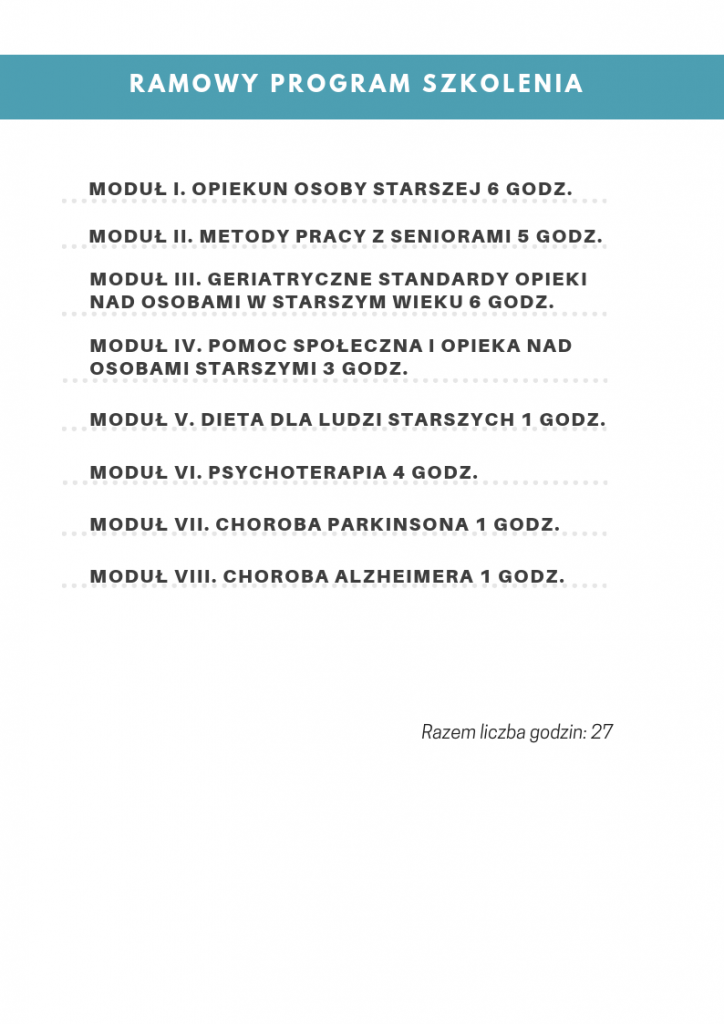 RAMOWY PROGRAM SZKOLENIA
MODUŁ I. OPIEKUN OSOBY STARSZEJ 6 GODZ.
MODUŁ II. METODY PRACY Z SENIORAMI 5 GODZ.
MODUŁ III. GERIATRYCZNE STANDARDY OPIEKI
NAD OSOBAMI W STARSZYM WIEKU 6 GODZ.
MODUŁ IV. POMOC SPOŁECZNA I OPIEKA NAD
OSOBAMI STARSZYMI 3 GODZ.
MODUŁ V. DIETA DLA LUDZI STARSZYCH 1 GODZ.
MODUŁ VI. PSYCHOTERAPIA 4 GODZ.
MODUŁ VII. CHOROBA PARKINSONA 1 GODZ.
MODUŁ VIII. CHOROBA ALZHEIMERA 1 GODZ.
Razem liczba godzin: 27